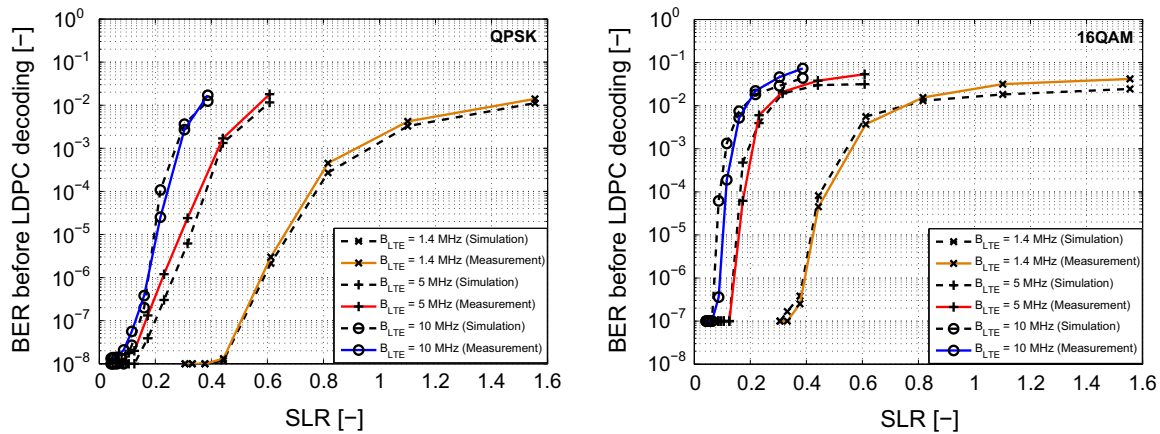 QPSK
BER before LDPC decoding [−]
10^0
10^−1
10^−2
10^−3
10^−4
10^−5
10^−6
10^−7
10^−8
B_LTE = 1.4 MHz (Simulation)
B_LTE = 1.4 MHz (Measurement)
B_LTE = 5 MHz (Simulation)
B_LTE = 5 MHz (Measurement)
B_LTE = 10 MHz (Simulation)
B_LTE = 10 MHz (Measurement)
0 0.2 0.4 0.6 0.8 1 1.2 1.4 1.6
SLR [−]
16QAM
BER before LDPC decoding [−]
10^0
10^−1
10^−2
10^−3
10^−4
10^−5
10^−6
10^−7
10^−8
B_LTE = 1.4 MHz (Simulation)
B_LTE = 1.4 MHz (Measurement)
B_LTE = 5 MHz (Simulation)
B_LTE = 5 MHz (Measurement)
B_LTE = 10 MHz (Simulation)
B_LTE = 10 MHz (Measurement)
0 0.2 0.4 0.6 0.8 1 1.2 1.4 1.6
SLR [−]